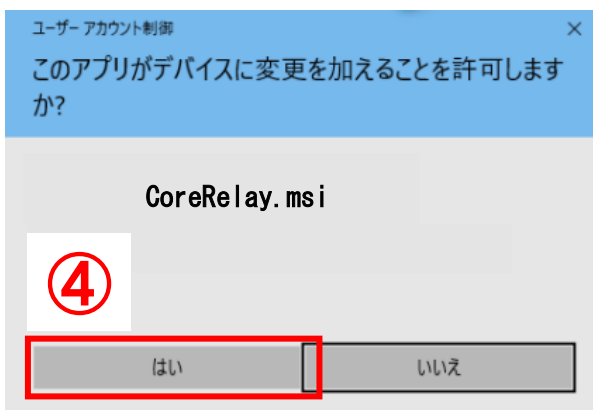 ユーザー アカウント制御
このアプリがデバイスに変更を加えることを許可します
か?
CoreRelay.msi
④
はい
いいえ